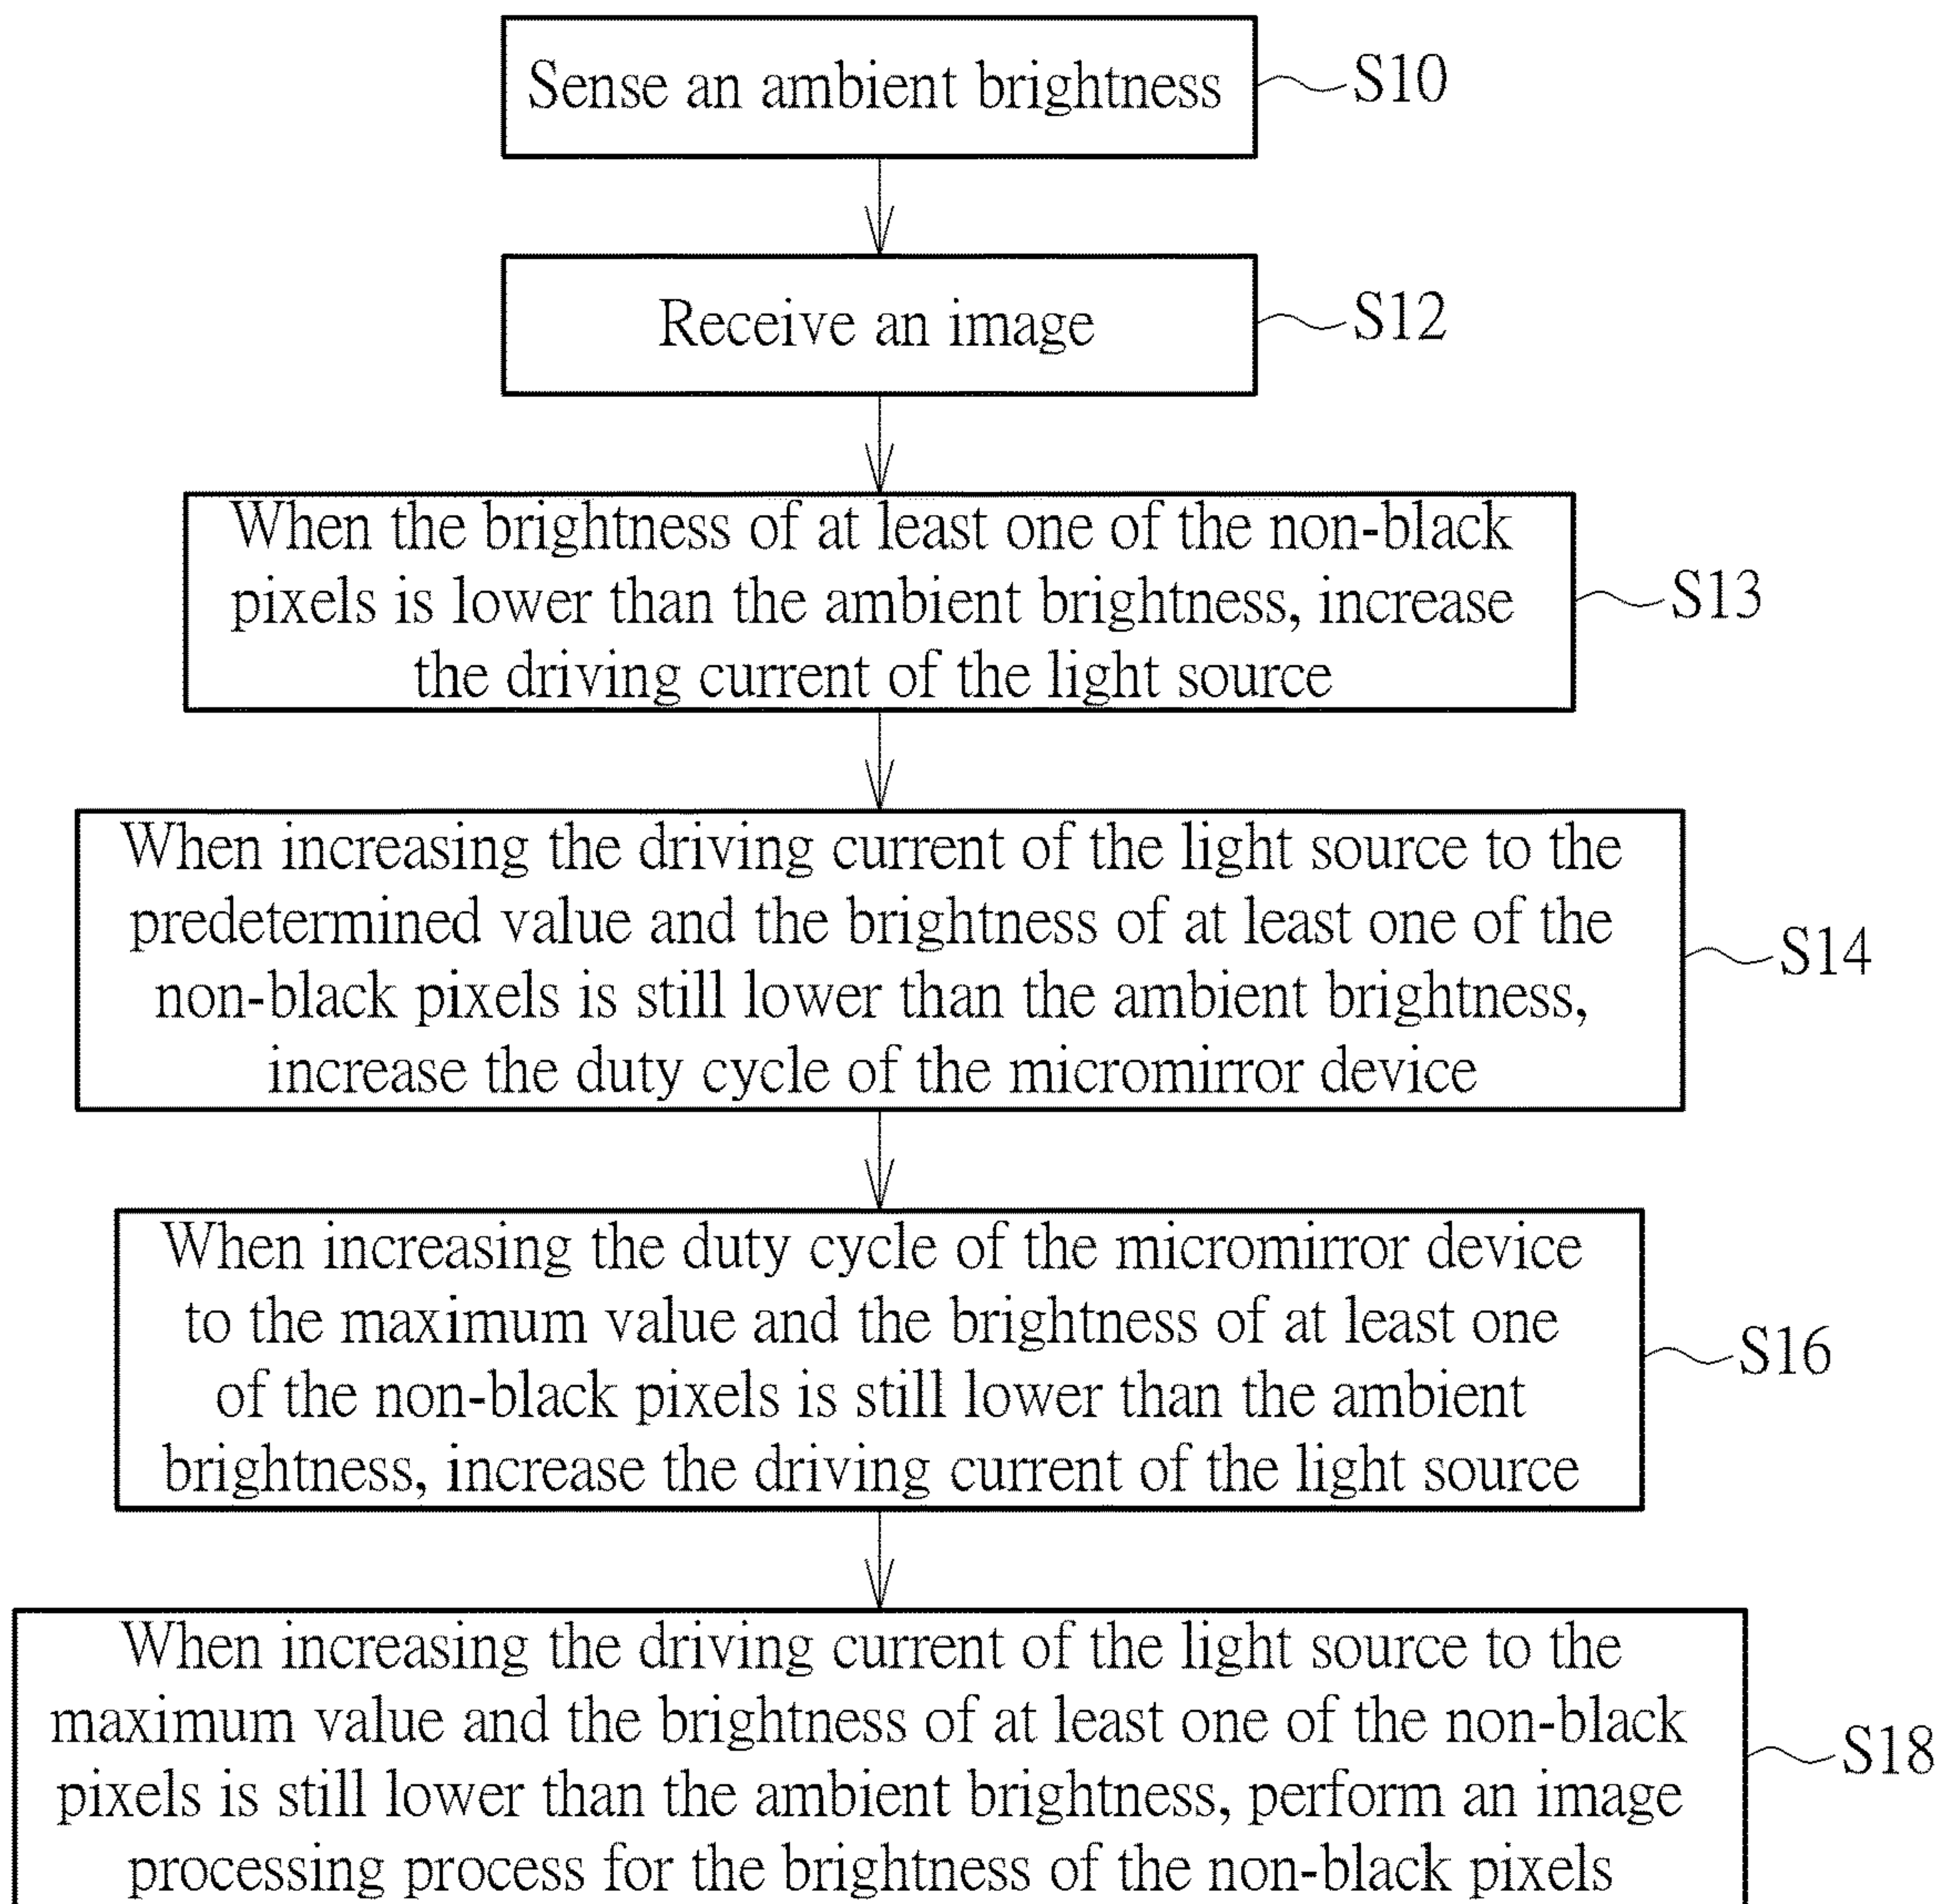 Sense an ambient brightness
S10
Receive an image
S12
When the brightness of at least one of the non-black
pixels is lower than the ambient brightness, increase
the driving current of the light source
S13
When increasing the driving current of the light source to the
predetermined value and the brightness of at least one of the
non-black pixels is still lower than the ambient brightness,
increase the duty cycle of the micromirror device
S14
When increasing the duty cycle of the micromirror device
to the maximum value and the brightness of at least one
of the non-black pixels is still lower than the ambient
brightness, increase the driving current of the light source
S16
When increasing the driving current of the light source to the
maximum value and the brightness of at least one of the non-black
pixels is still lower than the ambient brightness, perform an image
processing process for the brightness of the non-black pixels
S18